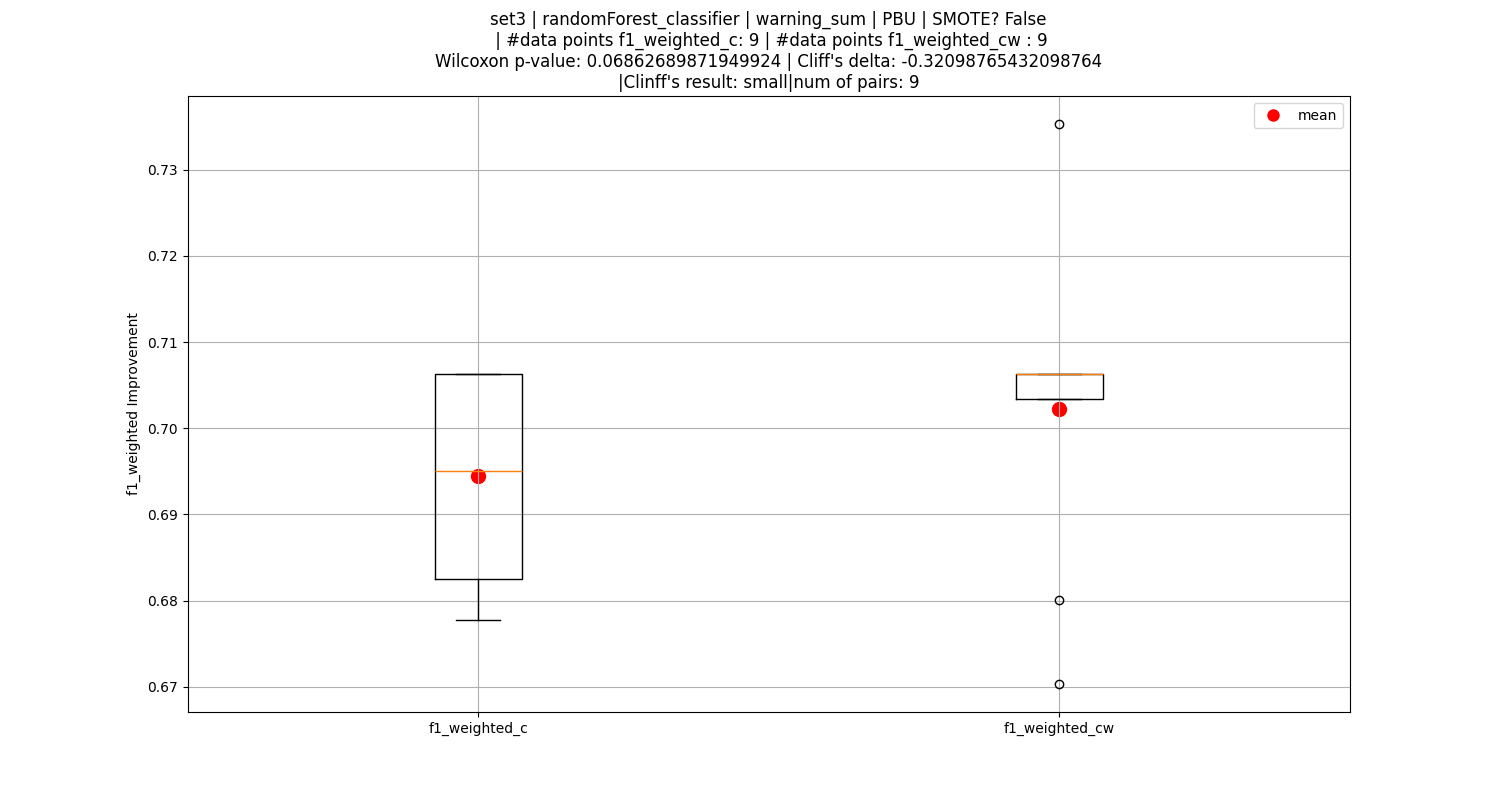 set3 | randomForest_classifier | warning_sum | PBU | SMOTE? False
| #data points f1_weighted_c: 9 | #data points f1_weighted_cw : 9
Wilcoxon p-value: 0.06862689871949924 | Cliff's delta: -0.32098765432098764
|Clinff's result: small|num of pairs: 9
mean
0.73
0.72
0.71
0.70
0.69
0.68
0.67
f1_weighted Improvement
f1_weighted_c
f1_weighted_cw